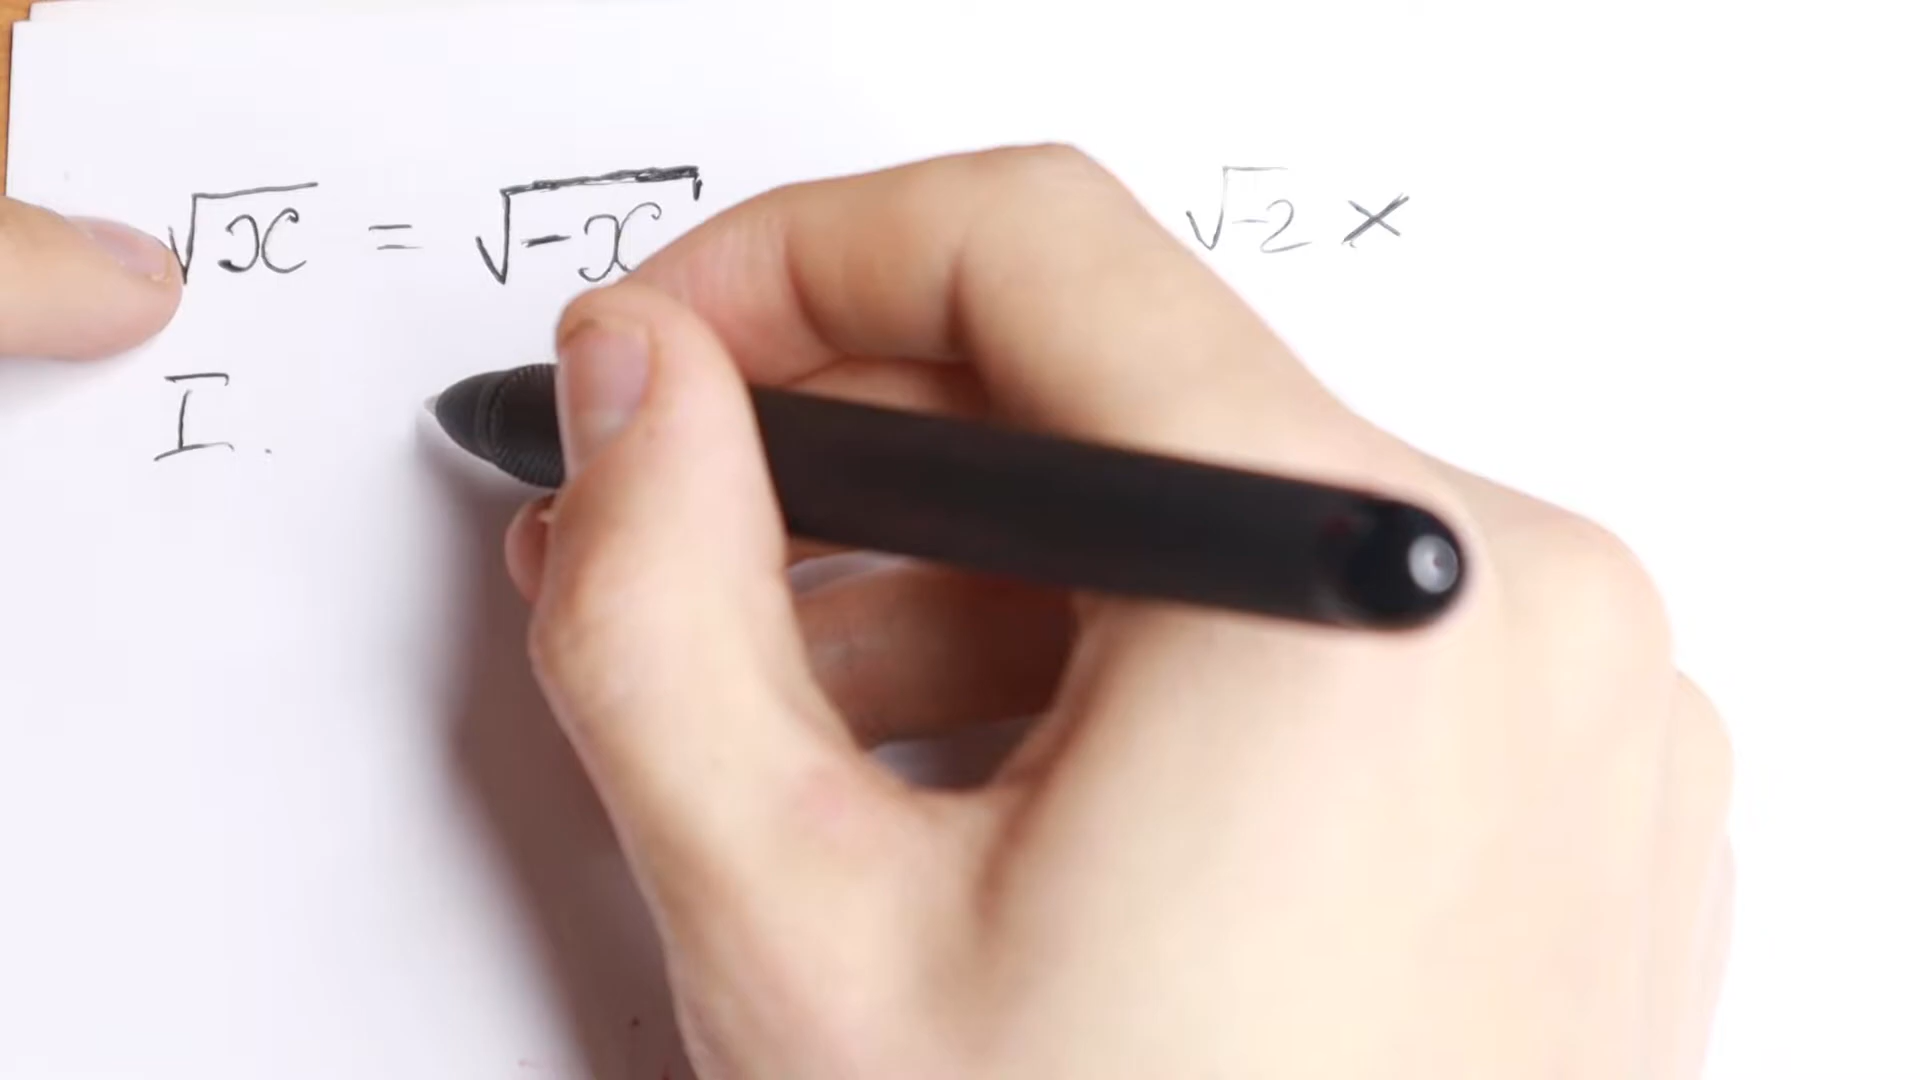 √x = √-x √-2 ×
I.